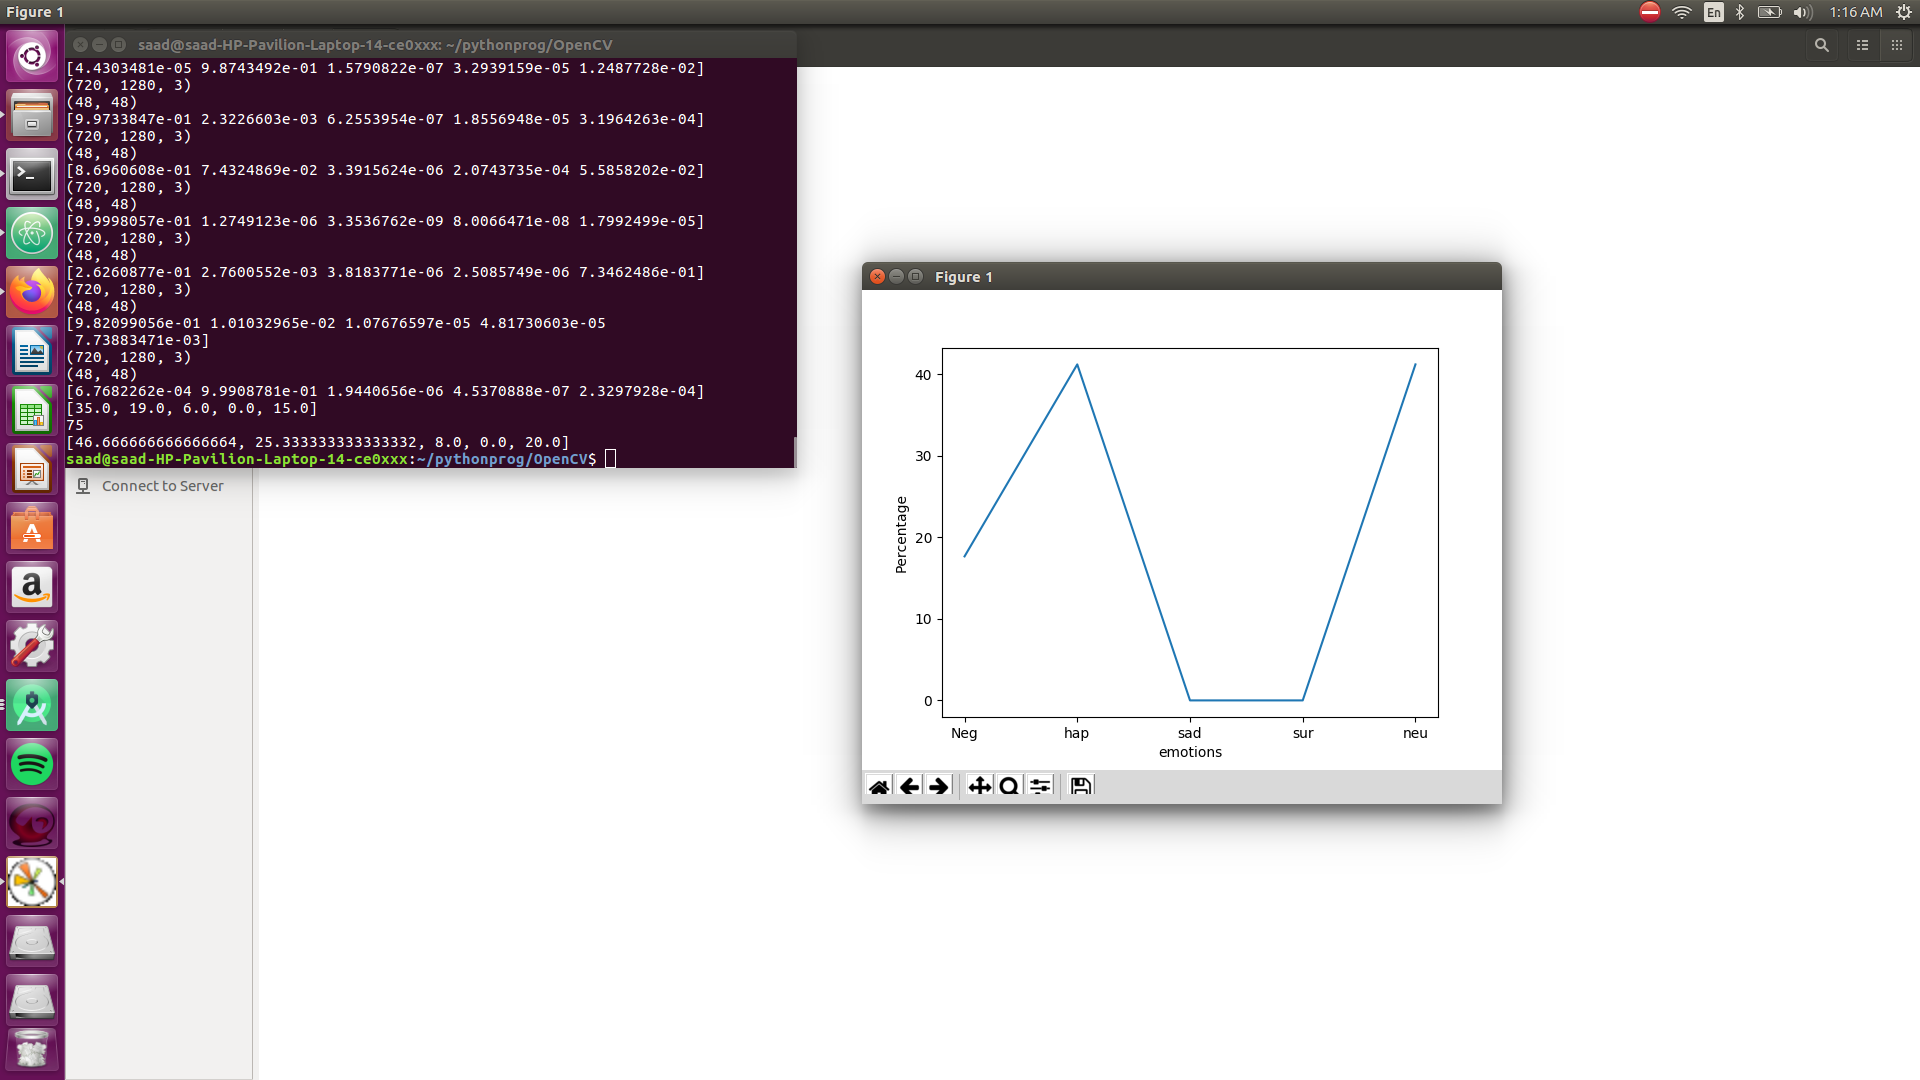 Figure 1
En
1:16 AM
saad@saad-HP-Pavilion-Laptop-14-ce0xxx: ~/pythonprog/OpenCV
[4.4303481e-05 9.8743492e-01 1.5790822e-07 3.2939159e-05 1.2487728e-02]
(720, 1280, 3)
(48, 48)
[9.9733847e-01 2.3226603e-03 6.2553954e-07 1.8556948e-05 3.1964263e-04]
(720, 1280, 3)
(48, 48)
[8.6960608e-01 7.4324869e-02 3.3915624e-06 2.0743735e-04 5.5858202e-02]
(720, 1280, 3)
(48, 48)
[9.9998057e-01 1.2749123e-06 3.3536762e-09 8.0066471e-08 1.7992499e-05]
(720, 1280, 3)
(48, 48)
[2.6260877e-01 2.7600552e-03 3.8183771e-06 2.5085749e-06 7.3462486e-01]
(720, 1280, 3)
(48, 48)
[9.82099056e-01 1.01032965e-02 1.07676597e-05 4.81730603e-05
7.73883471e-03]
(720, 1280, 3)
(48, 48)
[6.7682262e-04 9.9908781e-01 1.9440656e-06 4.5370888e-07 2.3297928e-04]
[35.0, 19.0, 6.0, 0.0, 15.0]
75
[46.666666666666664, 25.333333333333332, 8.0, 0.0, 20.0]
saad@saad-HP-Pavilion-Laptop-14-ce0xxx:~/pythonprog/OpenCV$
Connect to Server
Figure 1
40
30
20
10
0
Percentage
Neg hap sad sur neu
emotions